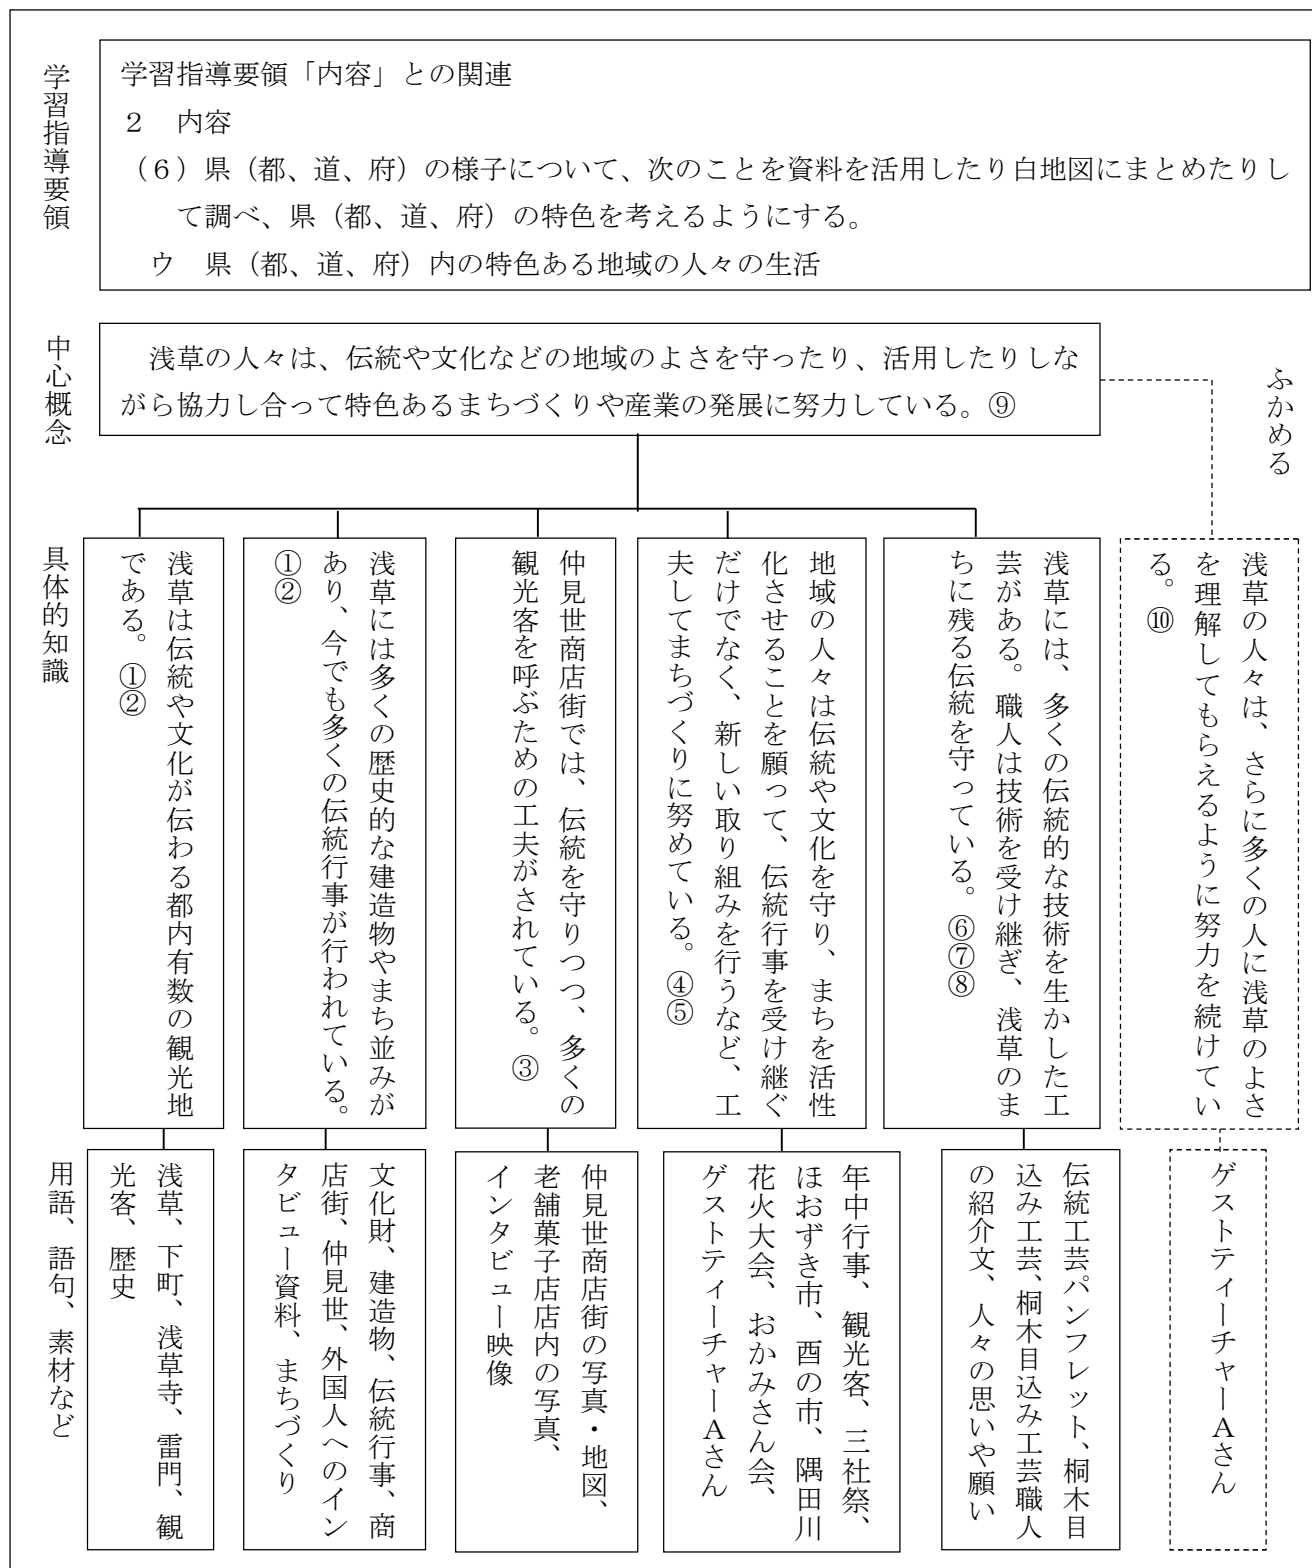 学習指導要領
学習指導要領「内容」との関連
２　内容
（６）県（都、道、府）の様子について、次のことを資料を活用したり白地図にまとめたりし
て調べ、県（都、道、府）の特色を考えるようにする。
ウ　県（都、道、府）内の特色ある地域の人々の生活
中心概念
浅草の人々は、伝統や文化などの地域のよさを守ったり、活用したりしな
がら協力し合って特色あるまちづくりや産業の発展に努力している。⑨
ふかめる
具体的知識
浅草は伝統や文化が伝わる都内有数の観光地
である。①②
浅草には多くの歴史的な建造物やまち並みが
あり、今でも多くの伝統行事が行われている。
①②
仲見世商店街では、伝統を守りつつ、多くの
観光客を呼ぶための工夫がされている。③
地域の人々は伝統や文化を守り、まちを活性
化させることを願って、伝統行事を受け継ぐ
だけでなく、新しい取り組みを行うなど、工
夫してまちづくりに努めている。④⑤
浅草には、多くの伝統的な技術を生かした工
芸がある。職人は技術を受け継ぎ、浅草のま
ちに残る伝統を守っている。⑥⑦⑧
浅草の人々は、さらに多くの人に浅草のよさ
を理解してもらえるように努力を続けてい
る。⑩
用語、語句、素材など
浅草、下町、浅草寺、雷門、観
光客、歴史
文化財、建造物、伝統行事、商
店街、仲見世、外国人へのイン
タビュー資料、まちづくり
仲見世商店街の写真・地図、
老舗菓子店店内の写真、
インタビュー映像
年中行事、観光客、三社祭、
ほおずき市、酉の市、隅田川
花火大会、おかみさん会、
ゲストティーチャーＡさん
伝統工芸パンフレット、桐木目
込み工芸、桐木目込み工芸職人
の紹介文、人々の思いや願い
ゲストティーチャーＡさん